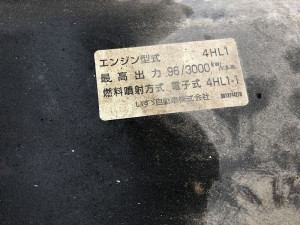 エンジン型式 4HL1
最高出力 96/3000 kW/r.p.m.
燃料噴射方式 電子式 4HL1-1
いすゞ自動車株式会社